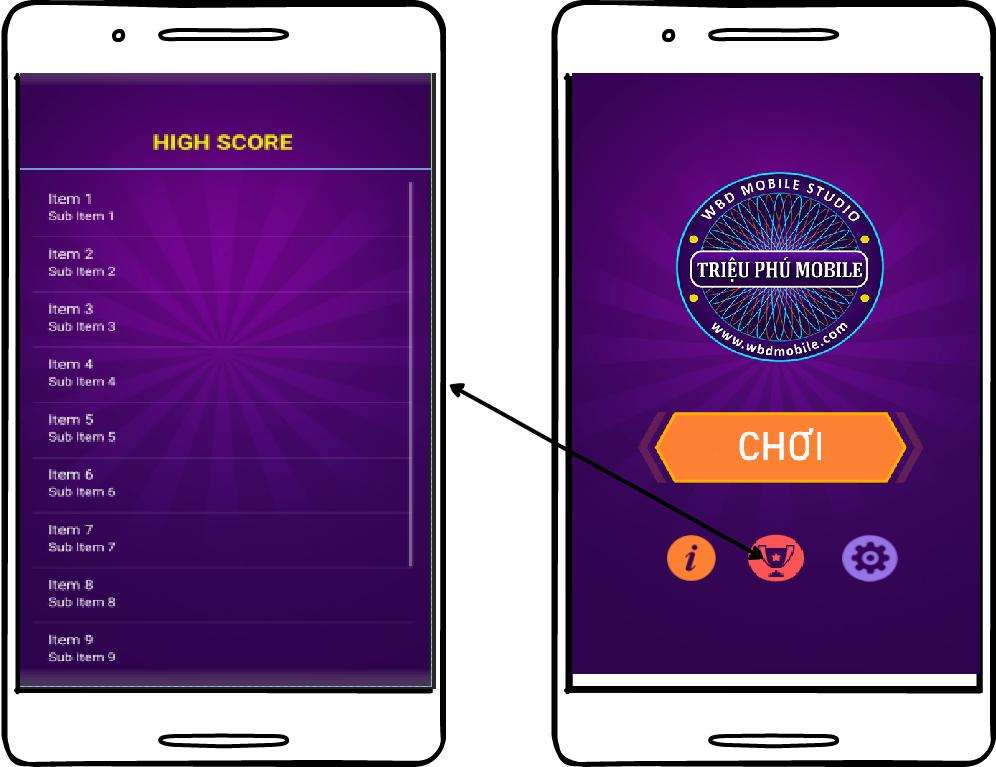 HIGH SCORE
Item 1
Sub Item 1
Item 2
Sub Item 2
Item 3
Sub Item 3
Item 4
Sub Item 4
Item 5
Sub Item 5
Item 6
Sub Item 6
Item 7
Sub Item 7
Item 8
Sub Item 8
Item 9
Sub Item 9
WBD MOBILE STUDIO
TRIỆU PHÚ MOBILE
www.wbdmobile.com
CHƠI
i